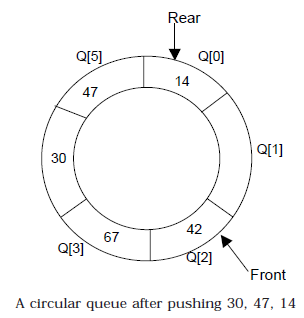 Rear
Q[5]
Q[0]
14
47
Q[1]
30
42
67
Q[3]
Q[2]
Front
A circular queue after pushing 30, 47, 14